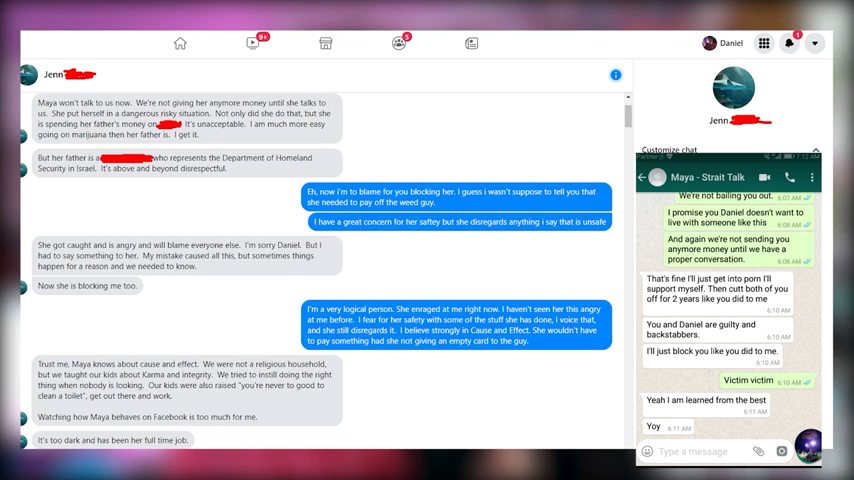 9+
5
Daniel
1
Jenn
Maya won't talk to us now. We're not giving her anymore money until she talks to
us. She put herself in a dangerous risky situation. Not only did she do that, but she
is spending her father's money on It's unacceptable. I am much more easy
going on marijuana then her father is. I get it.
But her father is a who represents the Department of Homeland
Security in Israel. It's above and beyond disrespectful.
Eh, now i'm to blame for you blocking her. I guess i wasn't suppose to tell you that
she needed to pay off the weed guy.
I have a great concern for her saftey but she disregards anything i say that is unsafe
She got caught and is angry and will blame everyone else. I'm sorry Daniel. But I
had to say something to her. My mistake caused all this, but sometimes things
happen for a reason and we needed to know.
Now she is blocking me too.
I'm a very logical person. She enraged at me right now. I haven't seen her this angry
at me before. I fear for her safety with some of the stuff she has done, I voice that,
and she still disregards it. I believe strongly in Cause and Effect. She wouldn't have
to pay something had she not giving an empty card to the guy.
Trust me, Maya knows about cause and effect. We were not a religious household,
but we taught our kids about Karma and integrity. We tried to instill doing the right
thing when nobody is looking. Our kids were also raised "you're never to good to
clean a toilet", get out there and work.
Watching how Maya behaves on Facebook is too much for me.
It's too dark and has been her full time job.
Jenn
Customize chat
Partner
7:12 AM
Maya - Strait Talk
We're not bailing you out.
6:07 AM
I promise you Daniel doesn't want to
live with someone like this
6:08 AM
And again we're not sending you
anymore money until we have a
proper conversation.
6:08 AM
That's fine I'll just get into porn I'll
support myself. Then cutt both of you
off for 2 years like you did to me
6:10 AM
You and Daniel are guilty and
backstabbers.
6:10 AM
I'll just block you like you did to me.
6:10 AM
Victim victim
6:10 AM
Yeah I am learned from the best
6:11 AM
Yoy
6:11 AM
Type a message